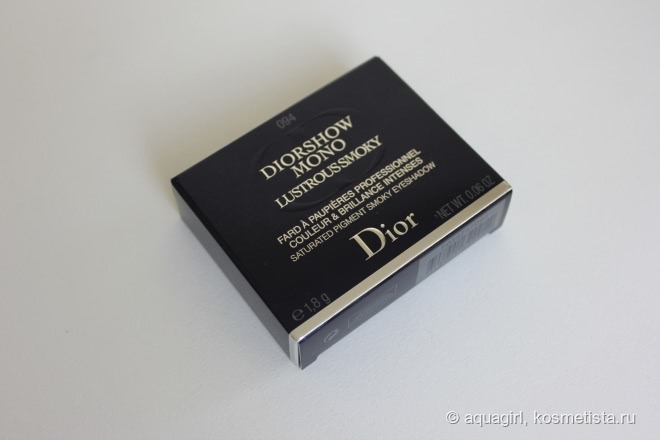 094
DIORSHOW
MONO
LUSTROUS SMOKY
FARD À PAUPIÈRES PROFESSIONNEL
COULEUR & BRILLANCE INTENSES
SATURATED PIGMENT SMOKY EYESHADOW
Dior
e 1,8 g
NET WT. 0.06 OZ
© aquagirl, kosmetista.ru